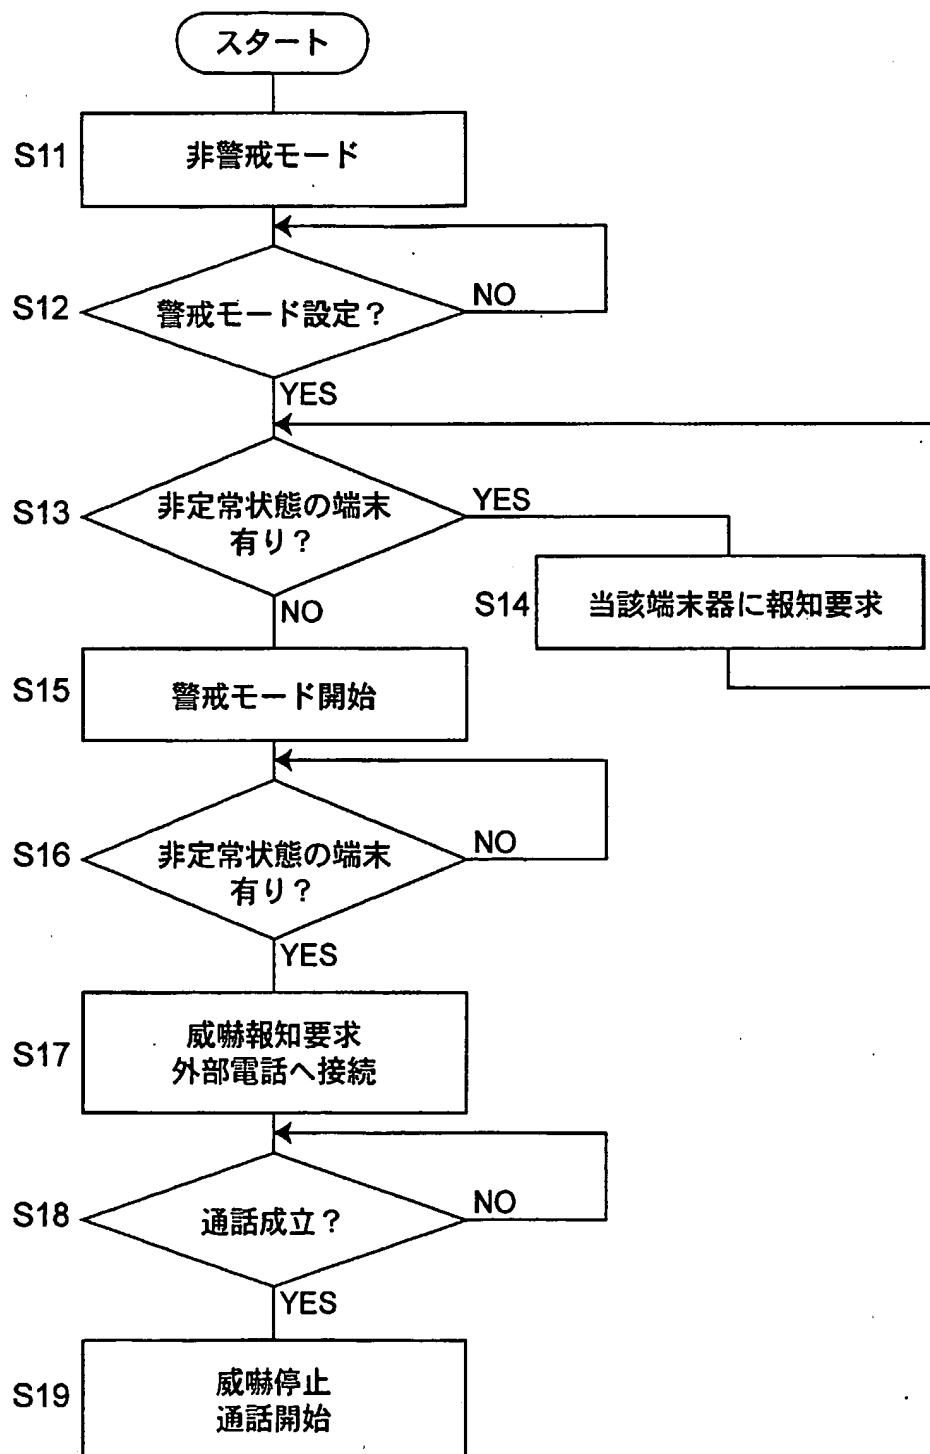 スタート
S11
非警戒モード
S12
警戒モード設定？
NO
YES
S13
非定常状態の端末
有り？
YES
NO
S14
当該端末器に報知要求
S15
警戒モード開始
S16
非定常状態の端末
有り？
NO
YES
S17
威嚇報知要求
外部電話へ接続
S18
通話成立？
NO
YES
S19
威嚇停止
通話開始